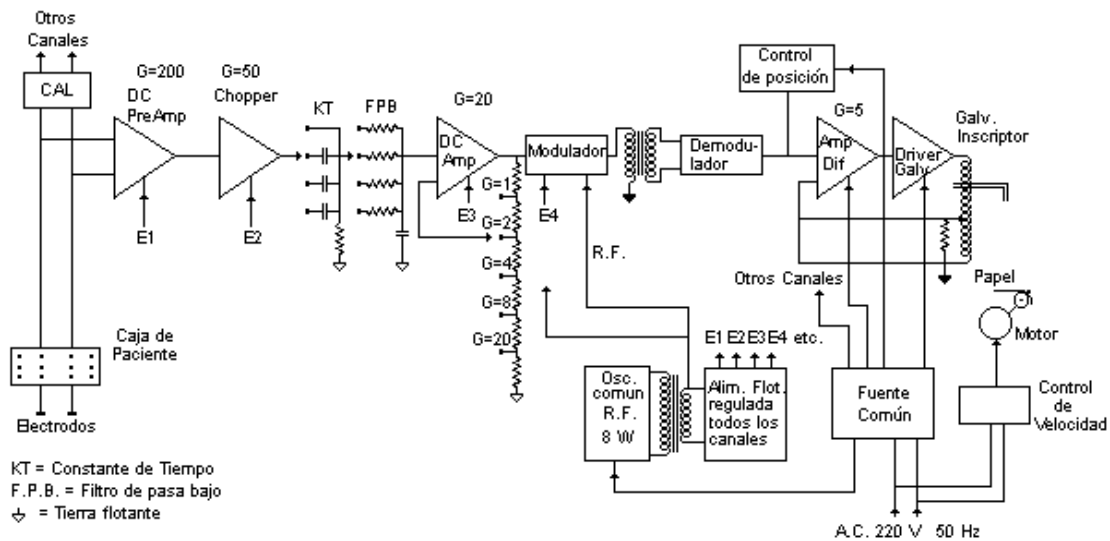 Otros
Canales
CAL
G=200
DC
PreAmp
G=50
Chopper
KT
F.P.B.
G=20
DC
Amp
E1
E2
E3
G=1
G=2
G=4
G=8
G=20
Modulador
E4
R.F.
Demodu-
lador
Control
de posición
G=5
Amp
Dif
Driver
Galv.
Galv.
Inscriptor
Otros Canales
Papel
Motor
Caja de
Paciente
Electrodos
E1 E2 E3 E4 etc.
Osc.
comun
R.F.
8 W
Alim. Flot.
regulada
todos los
canales
Fuente
Común
Control
de
Velocidad
KT = Constante de Tiempo
F.P.B. = Filtro de pasa bajo
= Tierra flotante
A.C. 220 V 50 Hz